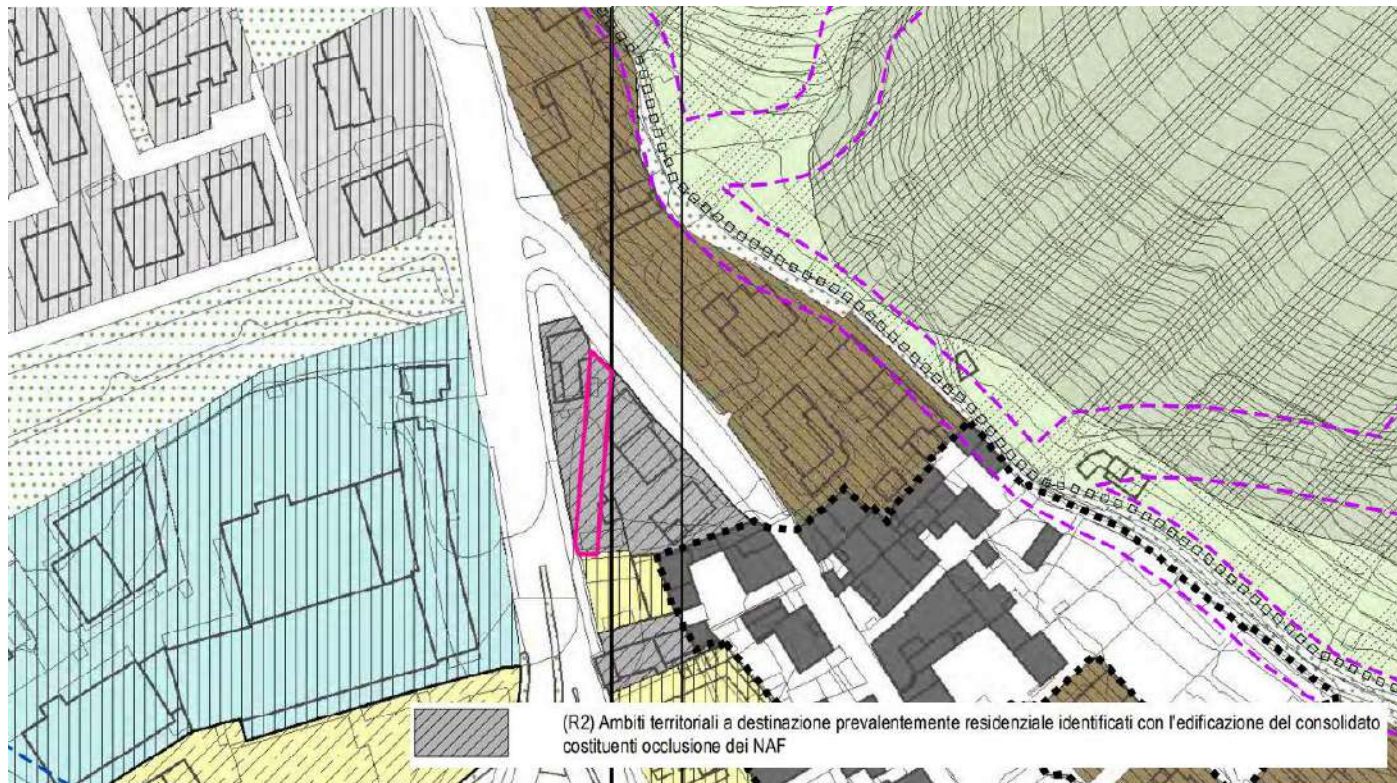 (R2) Ambiti territoriali a destinazione prevalentemente residenziale identificati con l'edificazione del consolidato
costituenti occlusione dei NAF